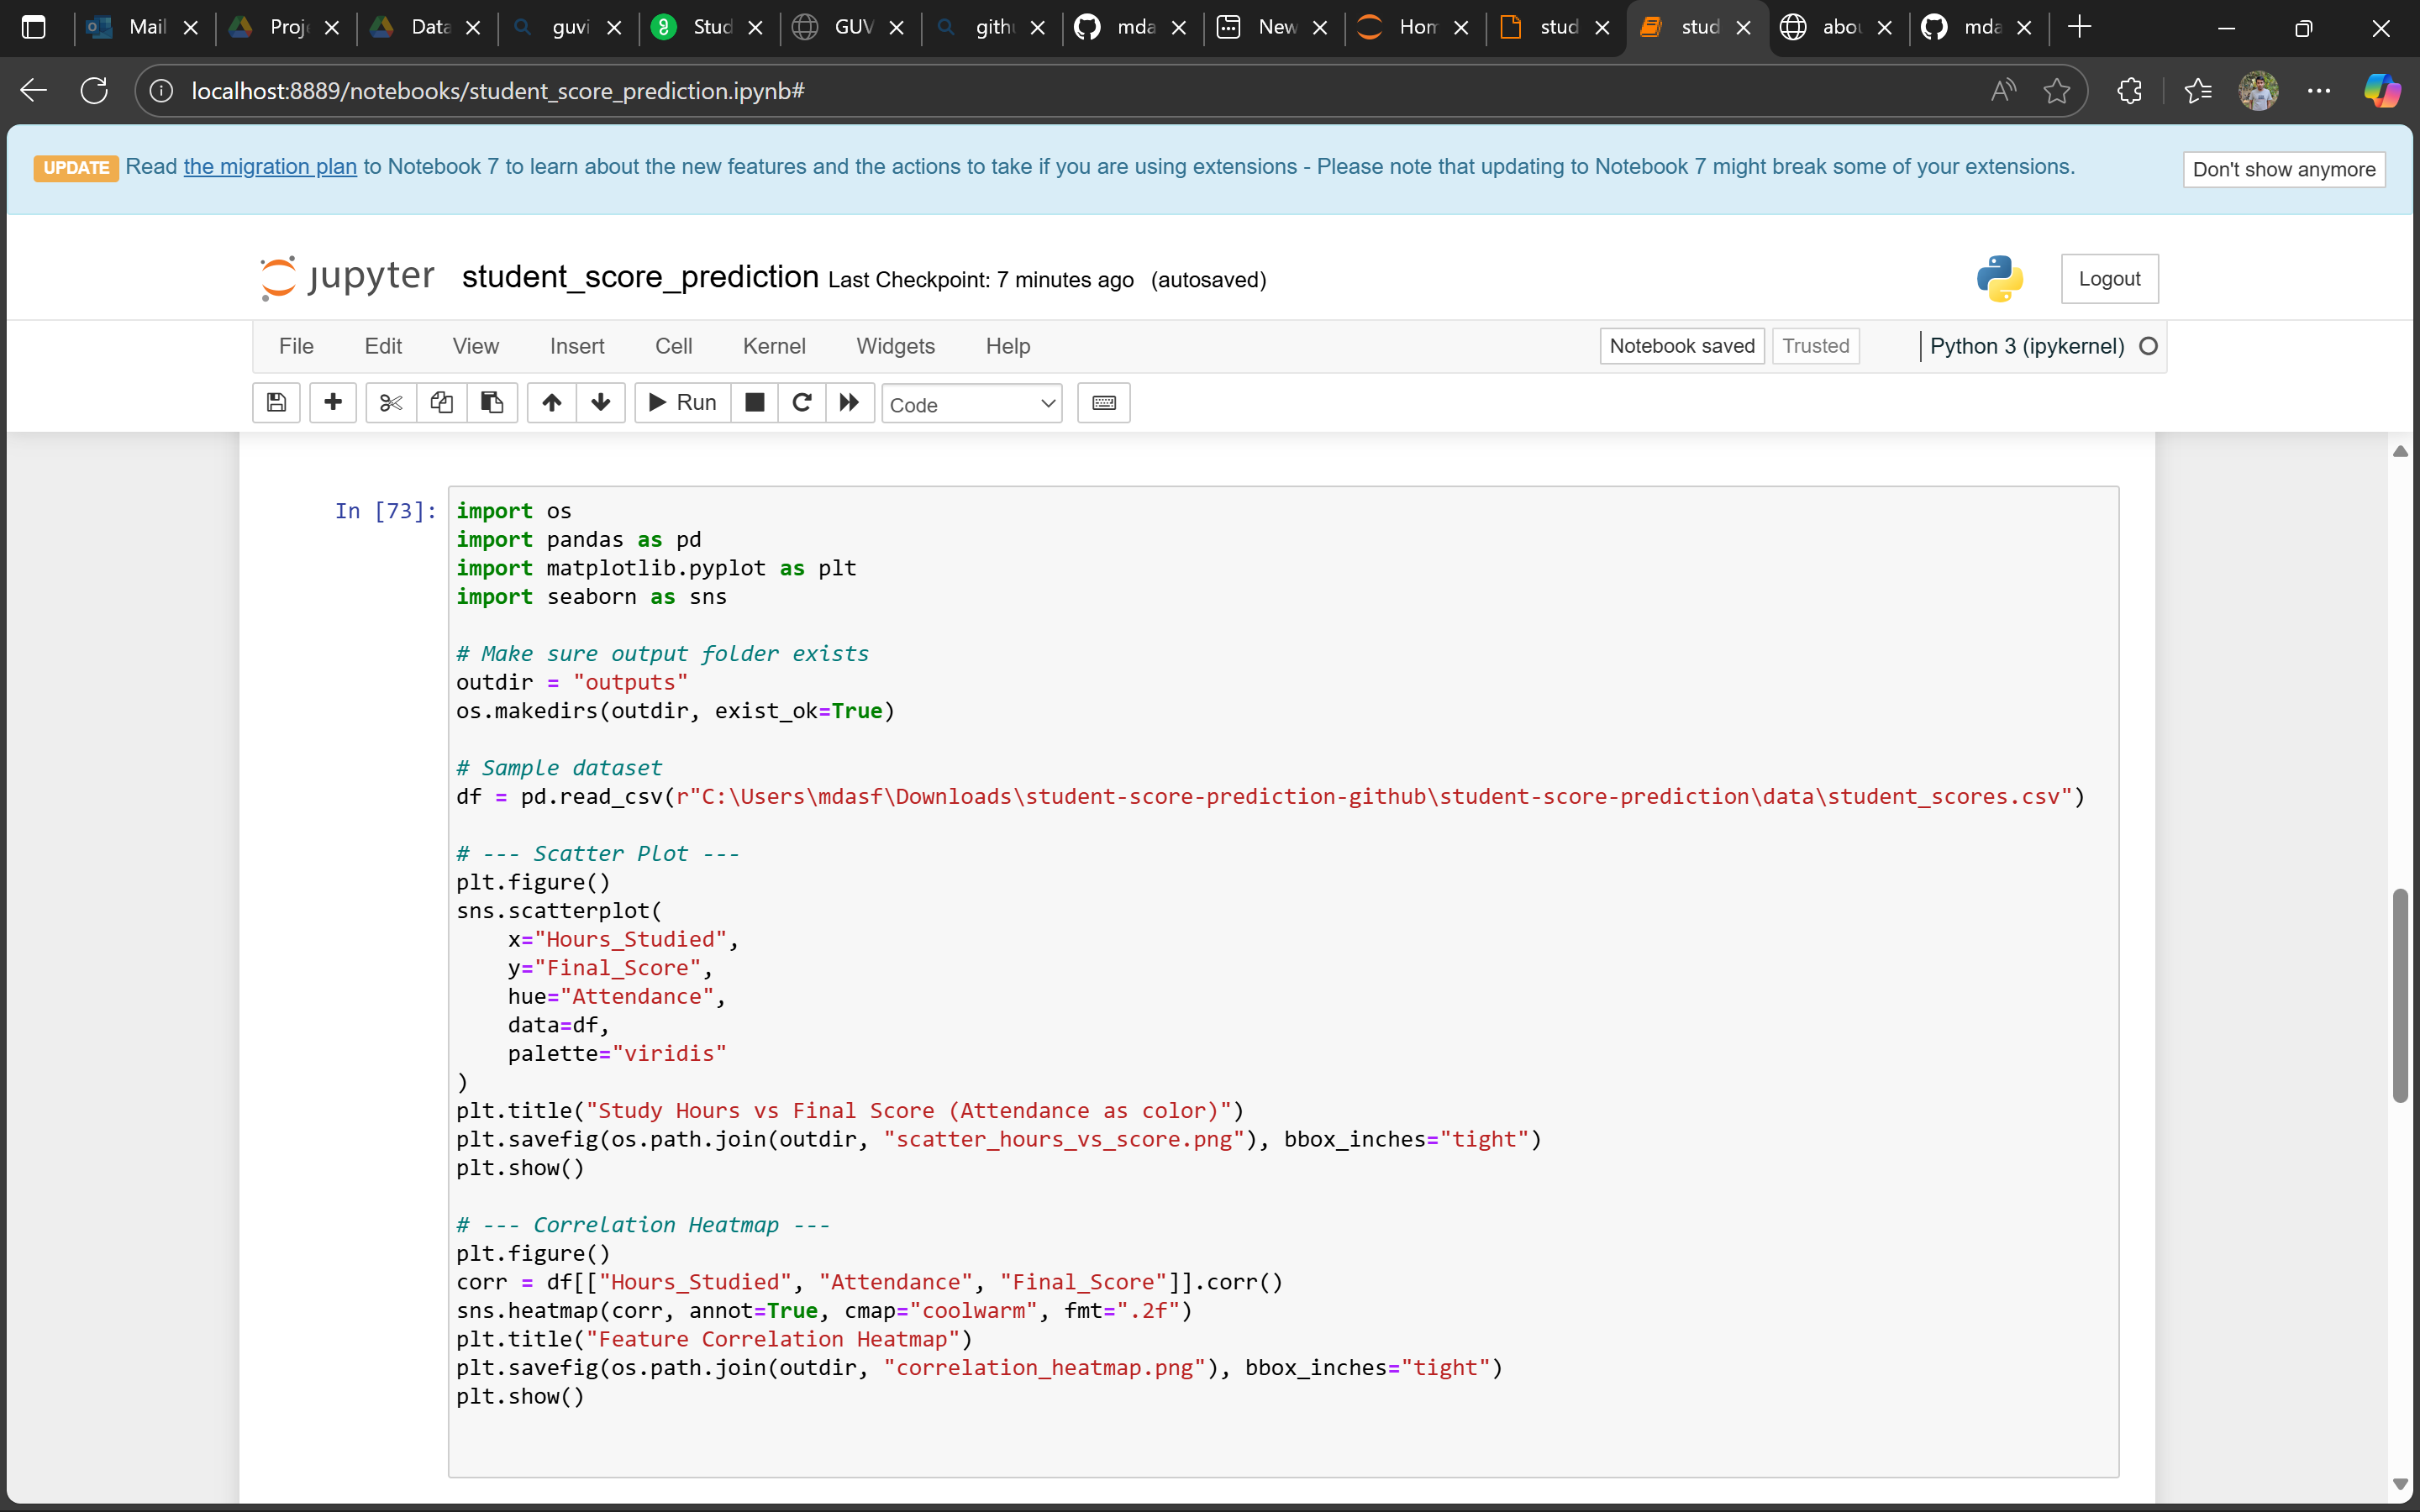 Mail
Proj
Data
guvi
Stud
GUV
gith
mda
New
Hom
stud
stud
abou
mda
localhost:8889/notebooks/student_score_prediction.ipynb#
UPDATE Read the migration plan to Notebook 7 to learn about the new features and the actions to take if you are using extensions - Please note that updating to Notebook 7 might break some of your extensions.
Don't show anymore
jupyter student_score_prediction Last Checkpoint: 7 minutes ago (autosaved)
Logout
File Edit View Insert Cell Kernel Widgets Help
Notebook saved Trusted Python 3 (ipykernel)
Run Code
In [73]:
import os
import pandas as pd
import matplotlib.pyplot as plt
import seaborn as sns
# Make sure output folder exists
outdir = "outputs"
os.makedirs(outdir, exist_ok=True)
# Sample dataset
df = pd.read_csv(r"C:\Users\mdasf\Downloads\student-score-prediction-github\student-score-prediction\data\student_scores.csv")
# --- Scatter Plot ---
plt.figure()
sns.scatterplot(
    x="Hours_Studied",
    y="Final_Score",
    hue="Attendance",
    data=df,
    palette="viridis"
)
plt.title("Study Hours vs Final Score (Attendance as color)")
plt.savefig(os.path.join(outdir, "scatter_hours_vs_score.png"), bbox_inches="tight")
plt.show()
# --- Correlation Heatmap ---
plt.figure()
corr = df[["Hours_Studied", "Attendance", "Final_Score"]].corr()
sns.heatmap(corr, annot=True, cmap="coolwarm", fmt=".2f")
plt.title("Feature Correlation Heatmap")
plt.savefig(os.path.join(outdir, "correlation_heatmap.png"), bbox_inches="tight")
plt.show()